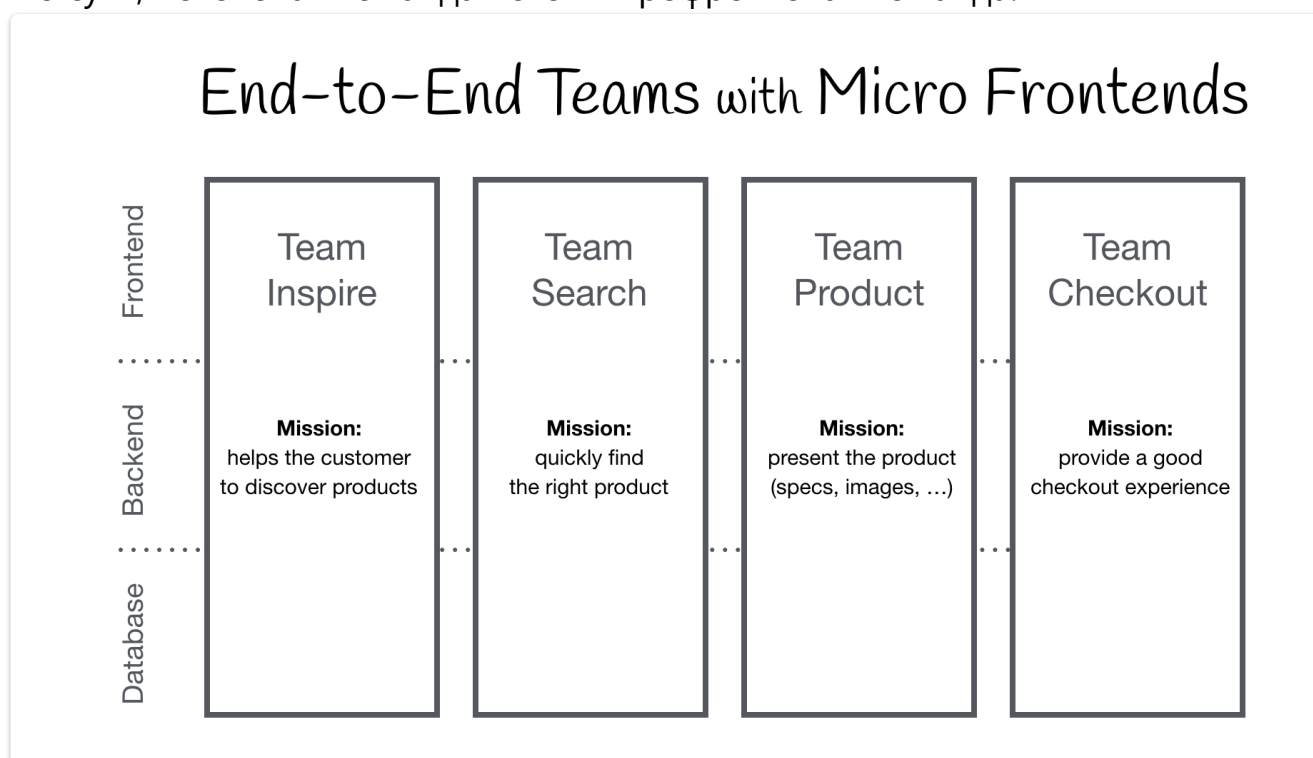 End-to-End Teams with Micro Frontends
Frontend
Team
Inspire
Team
Search
Team
Product
Team
Checkout
Backend
Mission:
helps the customer
to discover products
Mission:
quickly find
the right product
Mission:
present the product
(specs, images, …)
Mission:
provide a good
checkout experience
Database